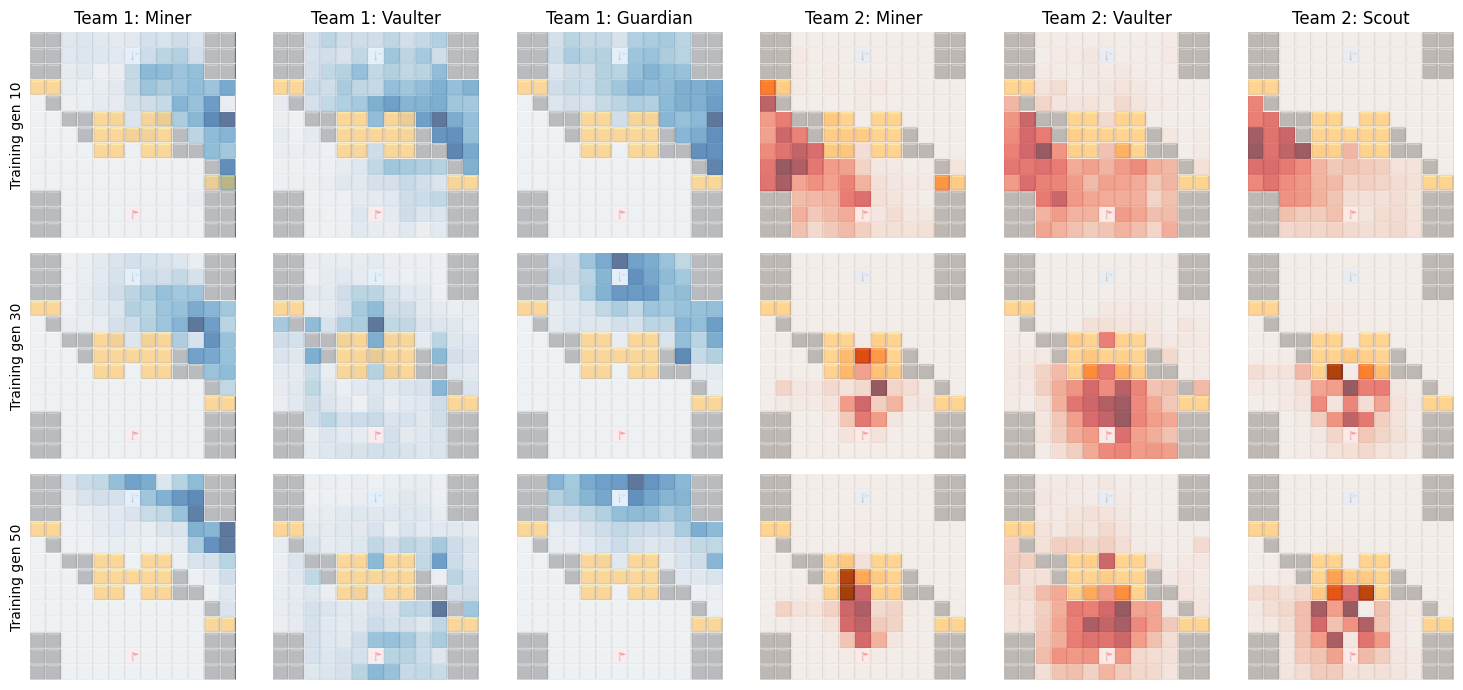 Team 1: Miner
Team 1: Vaulter
Team 1: Guardian
Team 2: Miner
Team 2: Vaulter
Team 2: Scout
Training gen 10
Training gen 30
Training gen 50